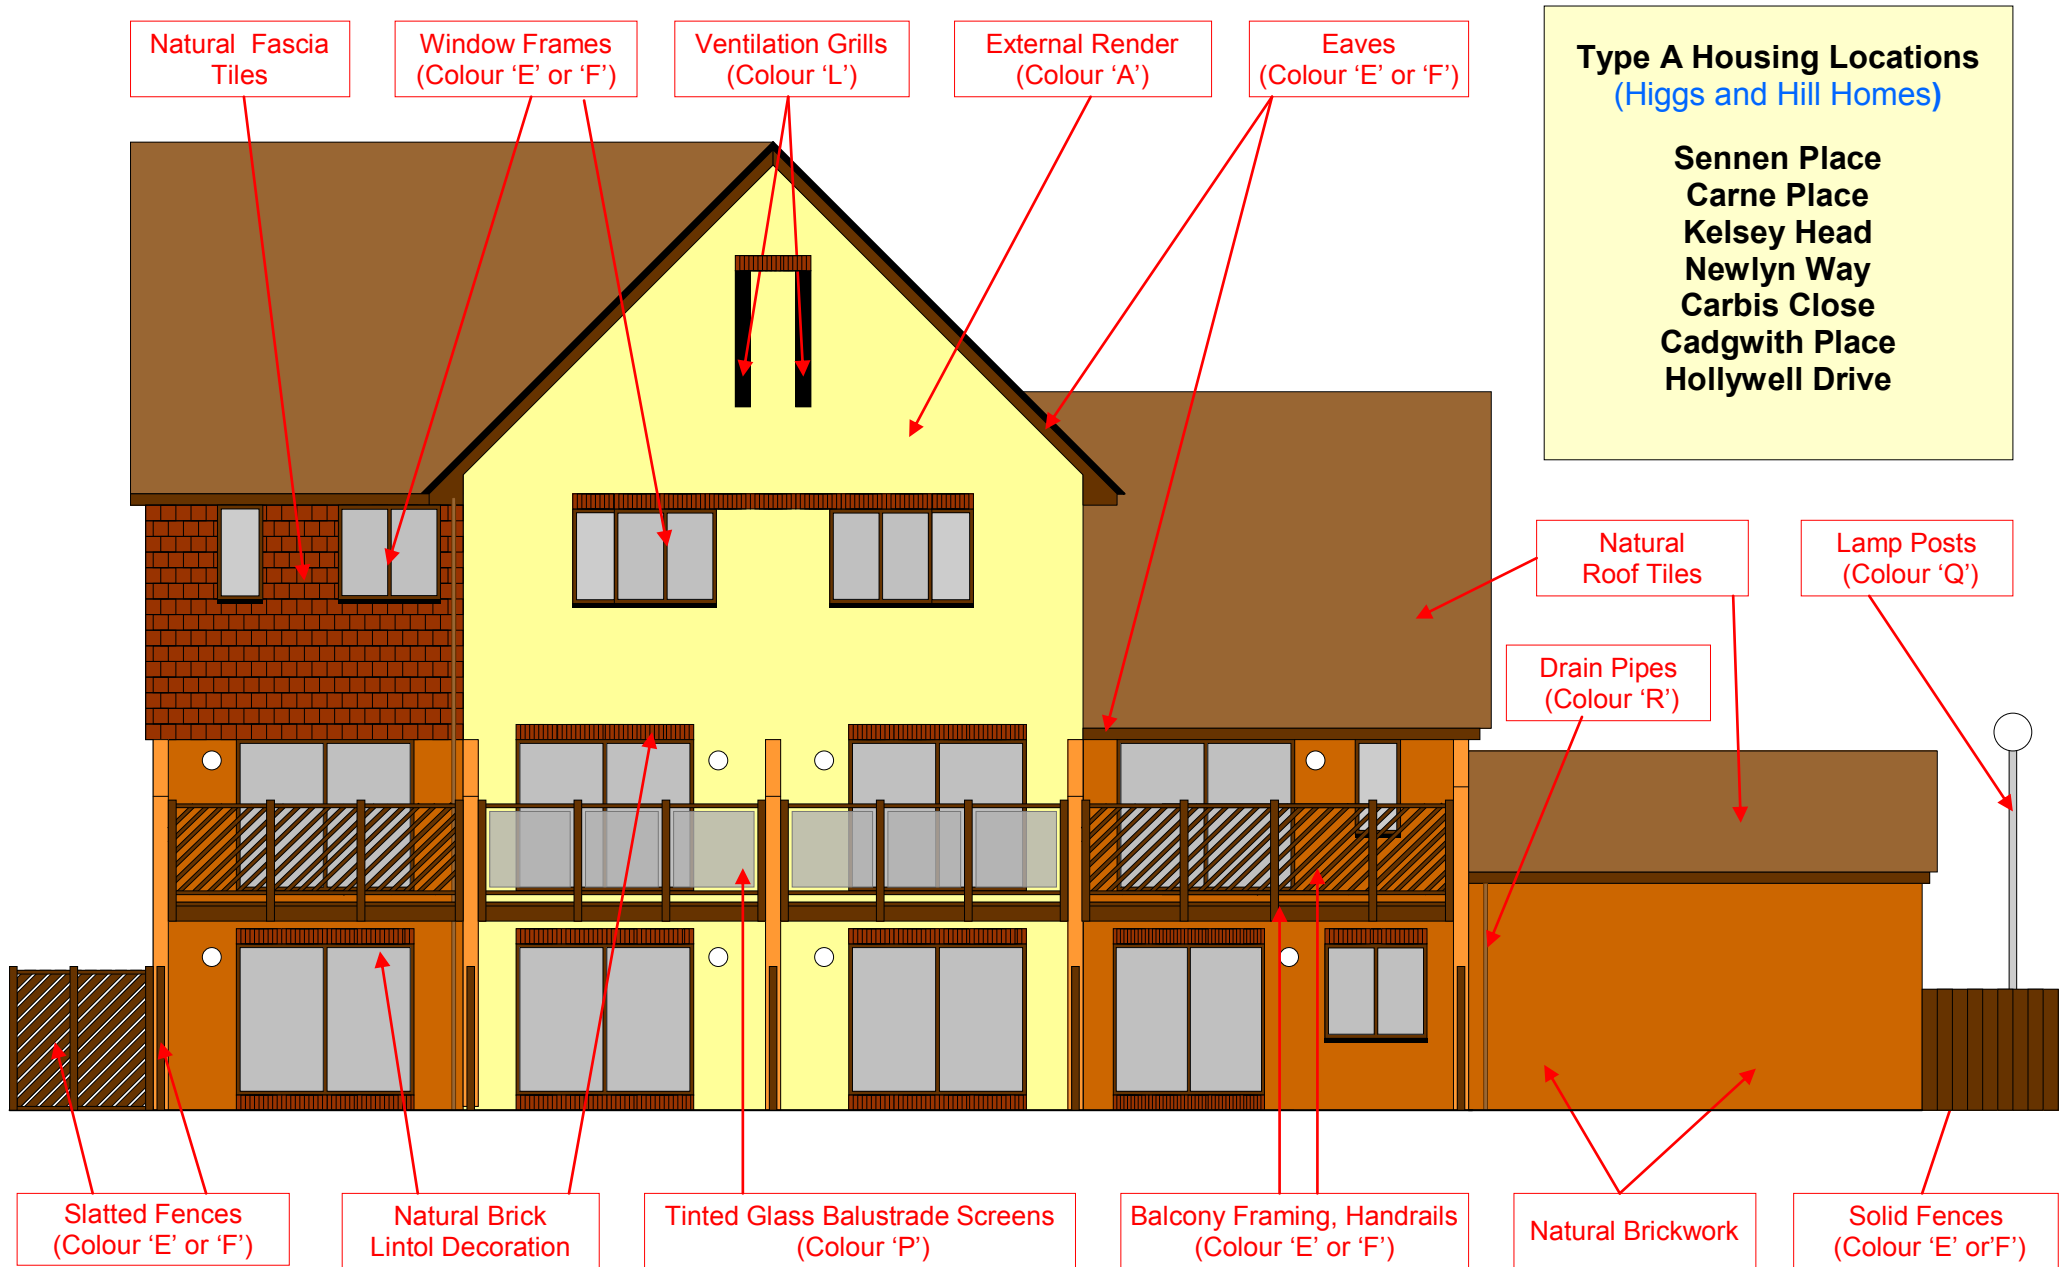 Natural Fascia
Tiles
Window Frames
(Colour ‘E’ or ‘F’)
Ventilation Grills
(Colour ‘L’)
External Render
(Colour ‘A’)
Eaves
(Colour ‘E’ or ‘F’)
Type A Housing Locations
(Higgs and Hill Homes)
Sennen Place
Carne Place
Kelsey Head
Newlyn Way
Carbis Close
Cadgwith Place
Hollywell Drive
Natural
Roof Tiles
Lamp Posts
(Colour ‘Q’)
Drain Pipes
(Colour ‘R’)
Slatted Fences
(Colour ‘E’ or ‘F’)
Natural Brick
Lintol Decoration
Tinted Glass Balustrade Screens
(Colour ‘P’)
Balcony Framing, Handrails
(Colour ‘E’ or ‘F’)
Natural Brickwork
Solid Fences
(Colour ‘E’ or’F’)